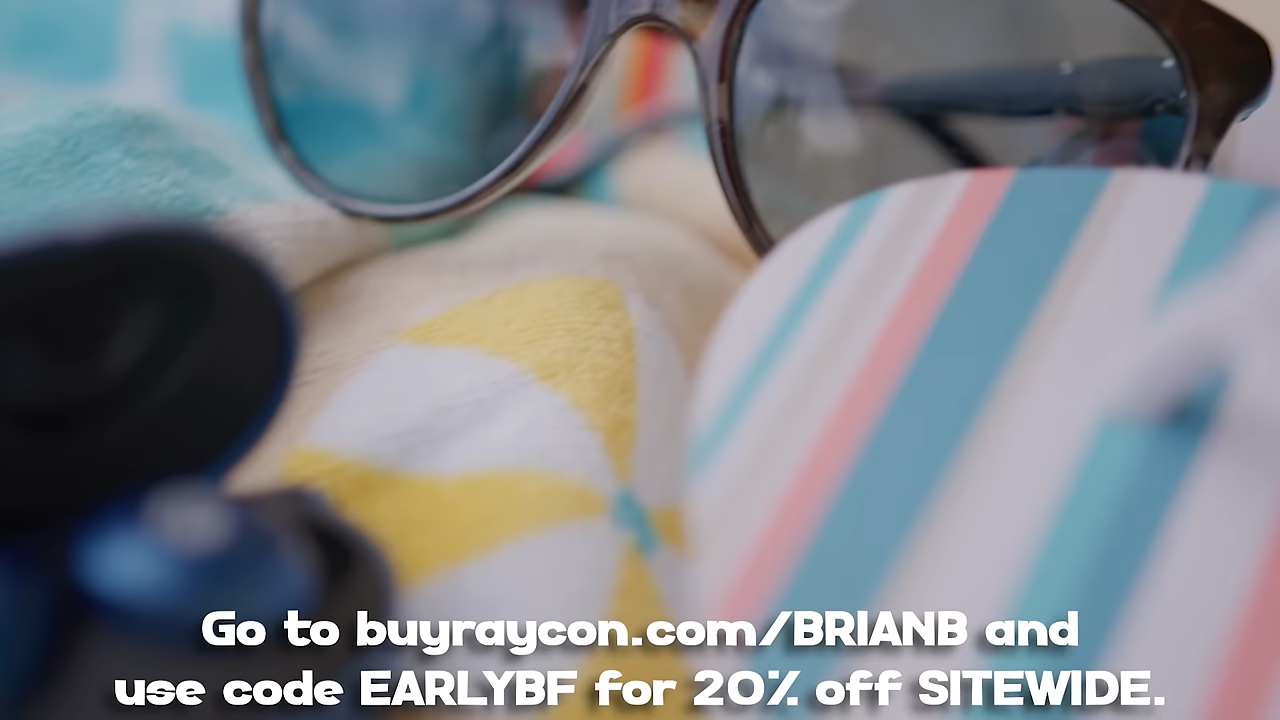 Go to buyraycon.com/BRIANB and
use code EARLYBF for 20% off SITEWIDE.